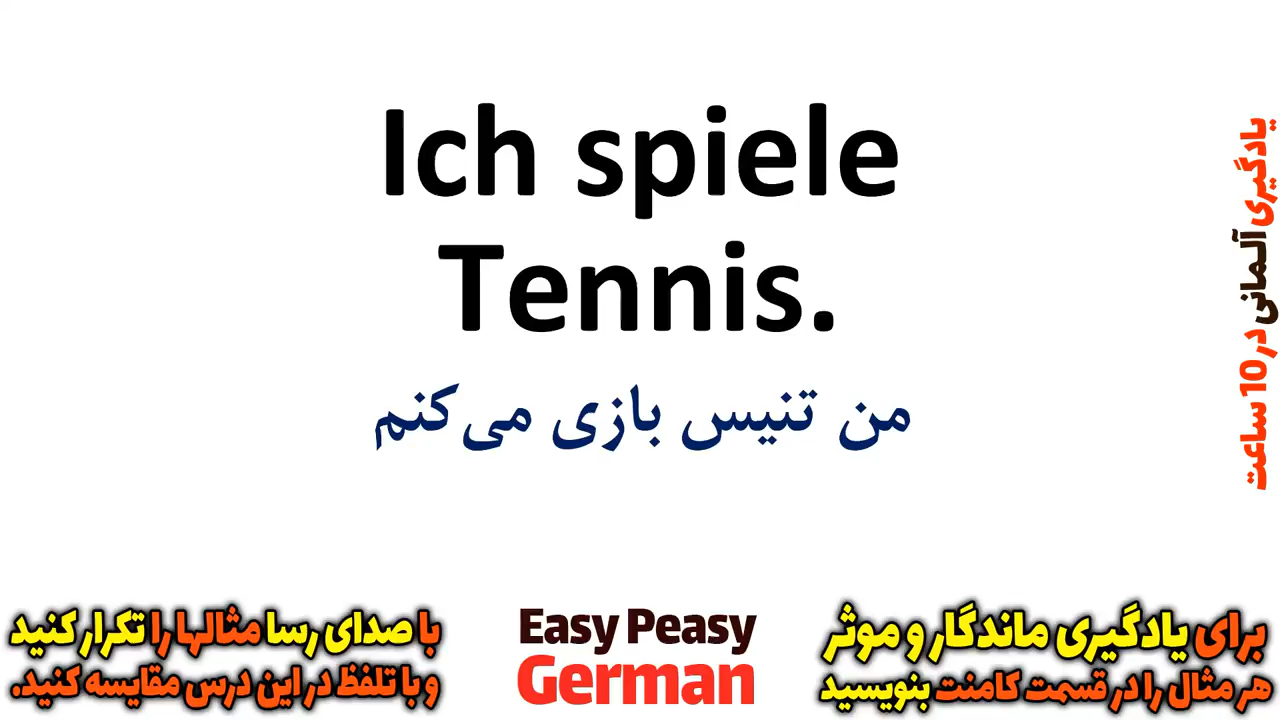 Ich spiele
Tennis.
من تنیس بازی می‌کنم
یادگیری آلمانی در 10 ساعت
با صدای رسا مثالها را تکرار کنید
و با تلفظ در این درس مقایسه کنید.
Easy Peasy
German
برای یادگیری ماندگار و موثر
هر مثال را در قسمت کامنت بنویسید